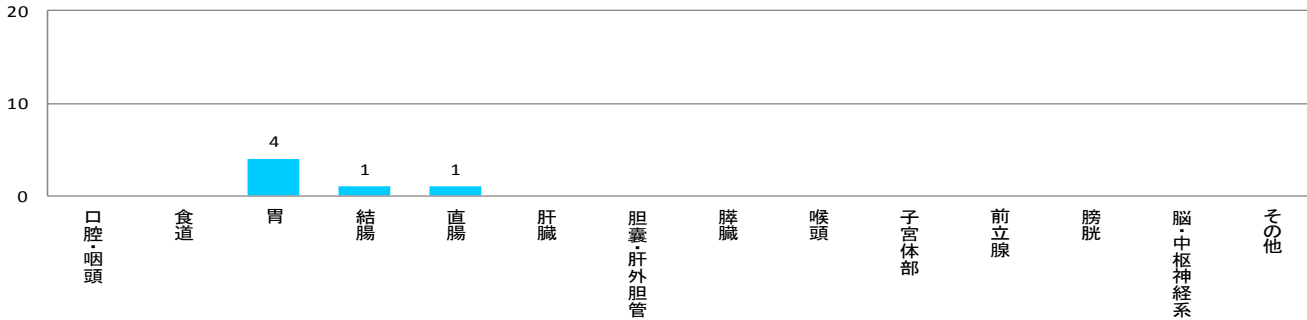 20
10
0
4
1
1
口腔・咽頭
食道
胃
結腸
直腸
肝臓
胆嚢・肝外胆管
膵臓
喉頭
子宮体部
前立腺
膀胱
脳・中枢神経系
その他